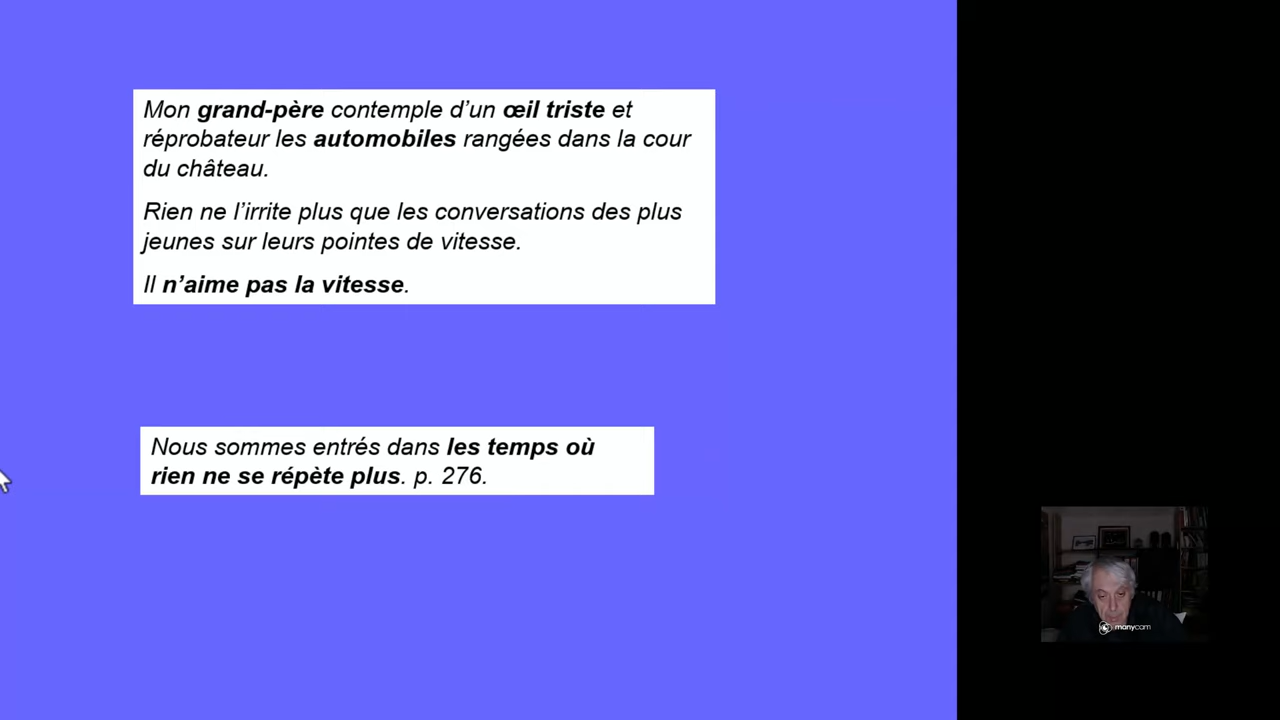 Mon grand-père contemple d’un œil triste et
réprobateur les automobiles rangées dans la cour
du château.
Rien ne l’irrite plus que les conversations des plus
jeunes sur leurs pointes de vitesse.
Il n’aime pas la vitesse.
Nous sommes entrés dans les temps où
rien ne se répète plus. p. 276.
manycam